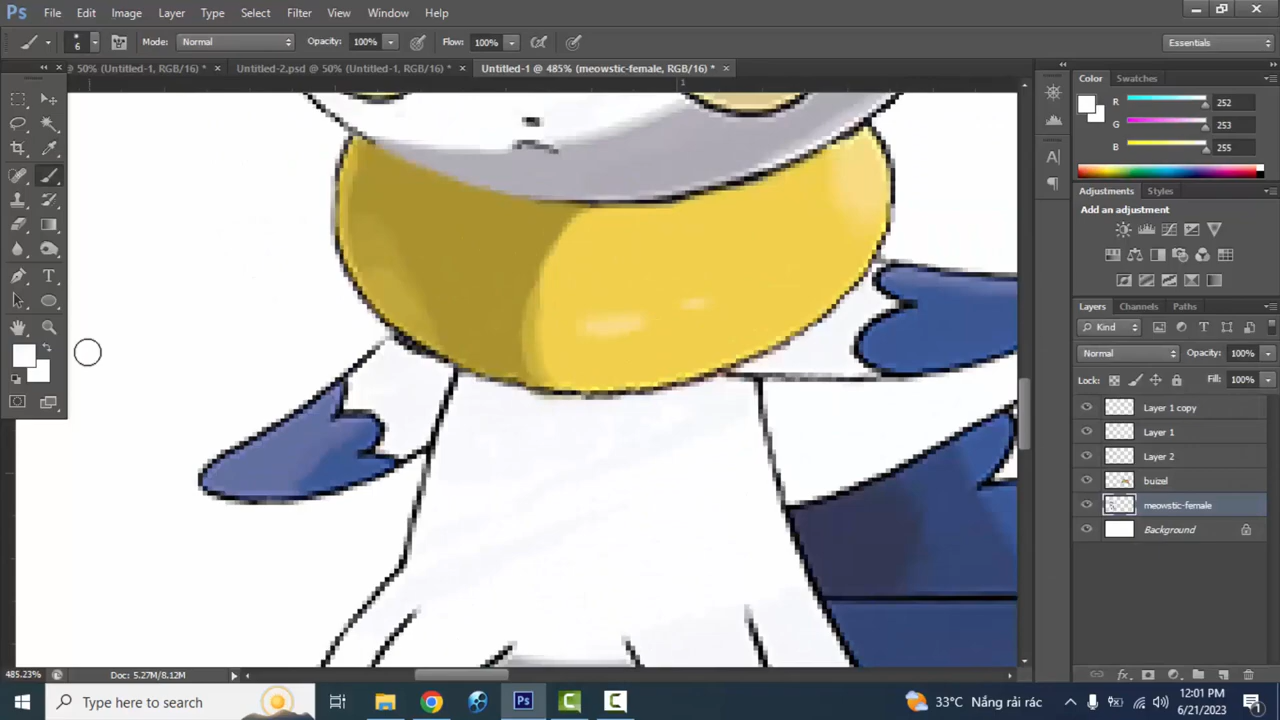 Ps File Edit Image Layer Type Select Filter View Window Help
6 Mode: Normal Opacity: 100% Flow: 100% Essentials
@ 50% (Untitled-1, RGB/16) * × Untitled-2.psd @ 50% (Untitled-1, RGB/16) * × Untitled-1 @ 485% (meowstic-female, RGB/16) * ×
1
Color Swatches
R 252
G 253
B 255
Adjustments Styles
Add an adjustment
Layers Channels Paths
Kind
Normal Opacity: 100%
Lock: Fill: 100%
Layer 1 copy
Layer 1
Layer 2
buizel
meowstic-female
Background
485.23% Doc: 5.27M/8.12M
Type here to search
Ps
33°C Nắng rải rác
12:01 PM
6/21/2023
1